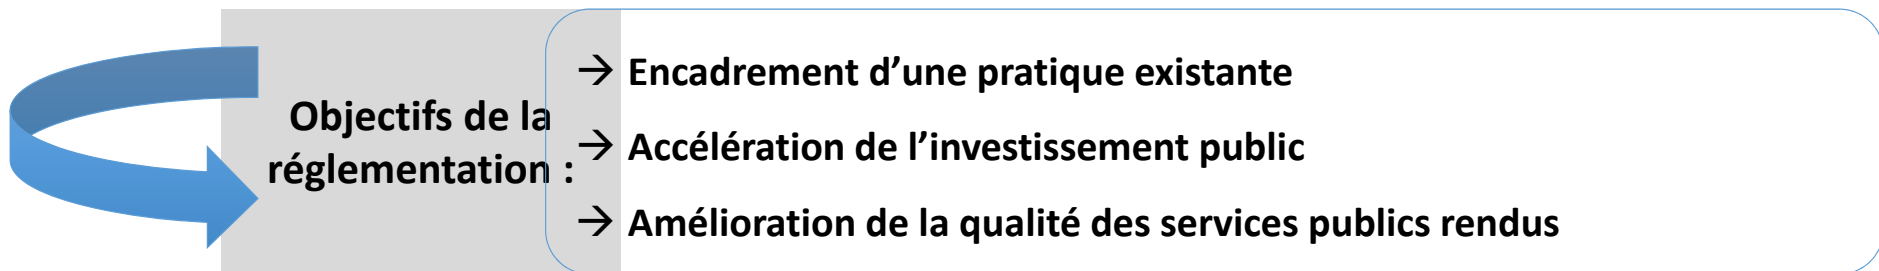 Objectifs de la
réglementation :
→ Encadrement d’une pratique existante
→ Accélération de l’investissement public
→ Amélioration de la qualité des services publics rendus